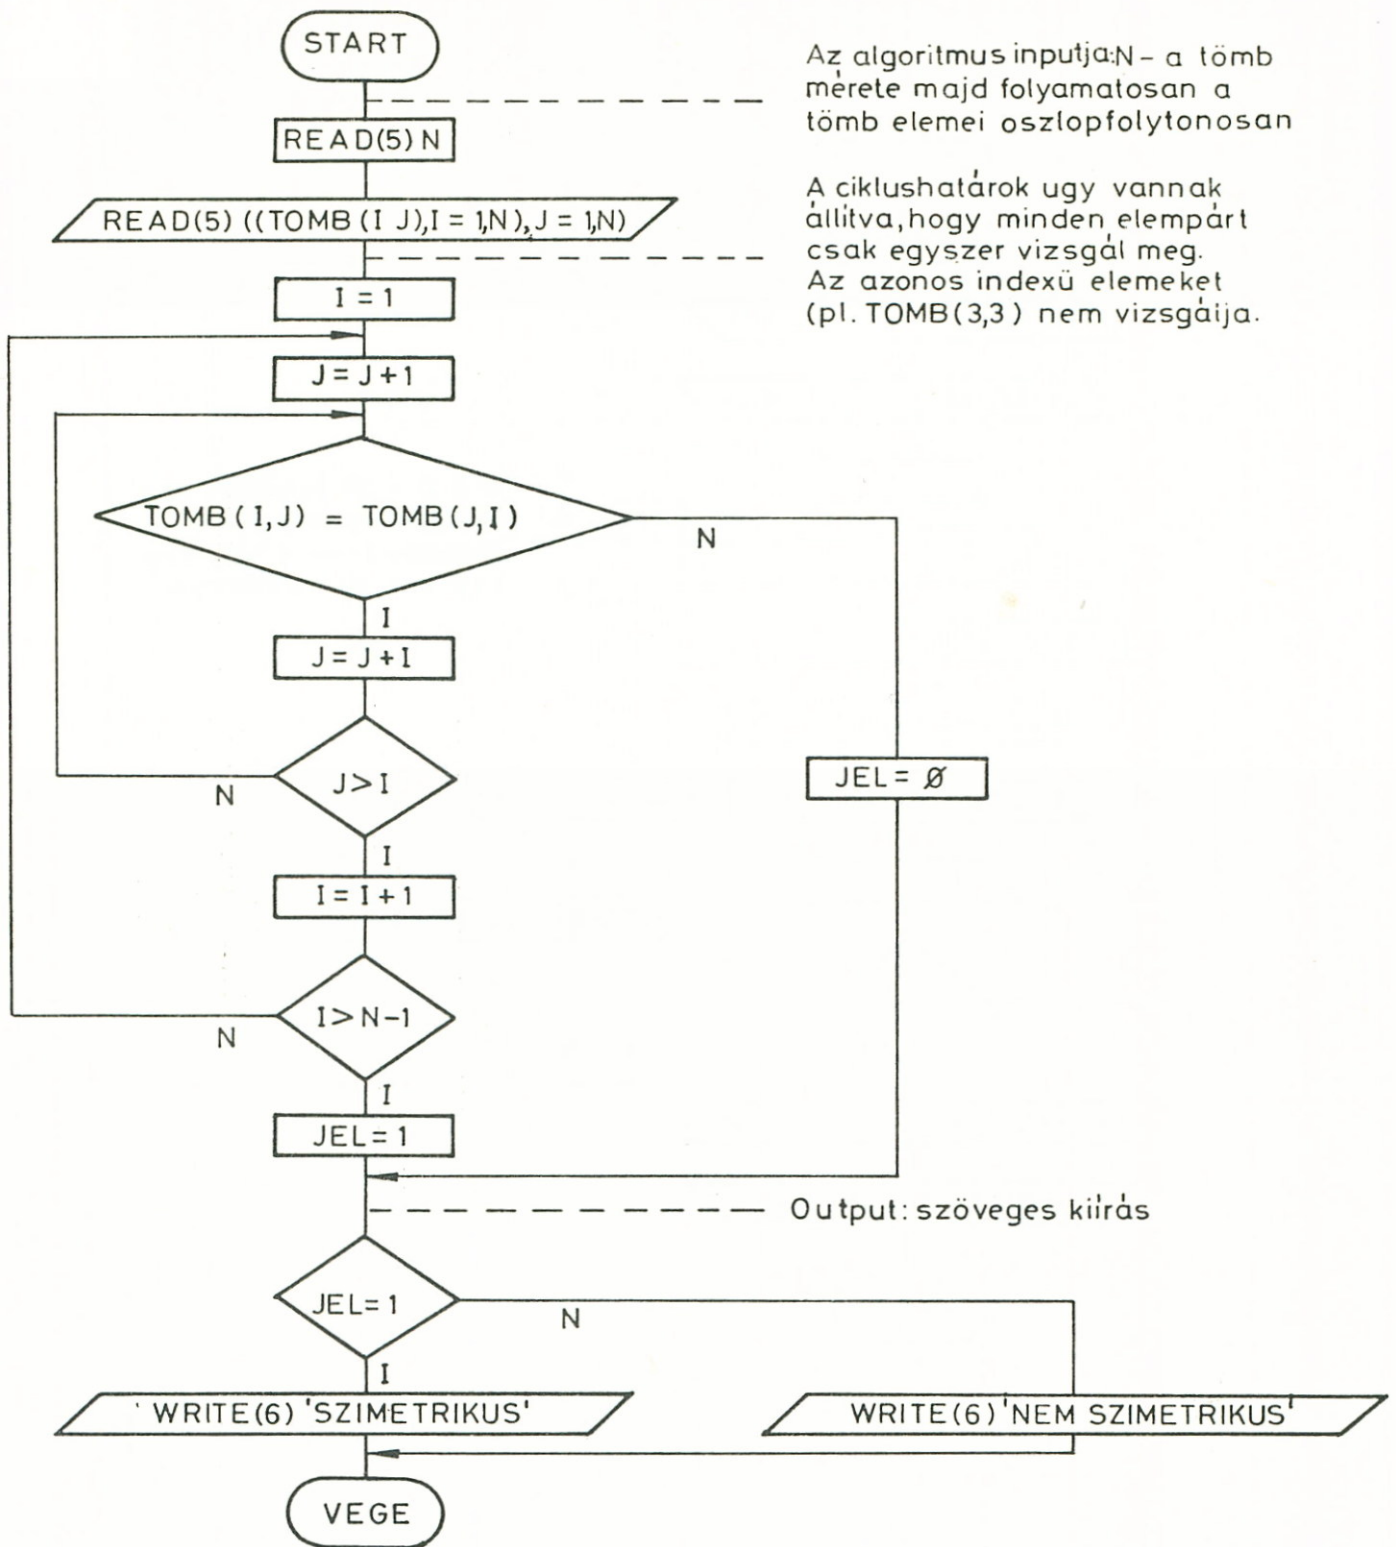 START
Az algoritmus inputja:N- a tömb
mérete majd folyamatosan a
tömb elemei oszlopfolytonosan
READ(5) N
A ciklushatárok ugy vannak
állítva, hogy minden elempárt
csak egyszer vizsgál meg.
Az azonos indexü elemeket
(pl. TOMB(3,3) nem vizsgáija.
READ(5) ((TOMB(I J),I = 1,N),J = 1,N)
I = 1
J = J+1
TOMB(I,J) = TOMB(J,I)
N
I
J = J + I
J > I
N
JEL = Ø
I
I = I + 1
I > N-1
N
I
JEL = 1
Output: szöveges kiírás
JEL = 1
N
I
WRITE(6) 'SZIMETRIKUS'
WRITE(6) 'NEM SZIMETRIKUS'
VEGE